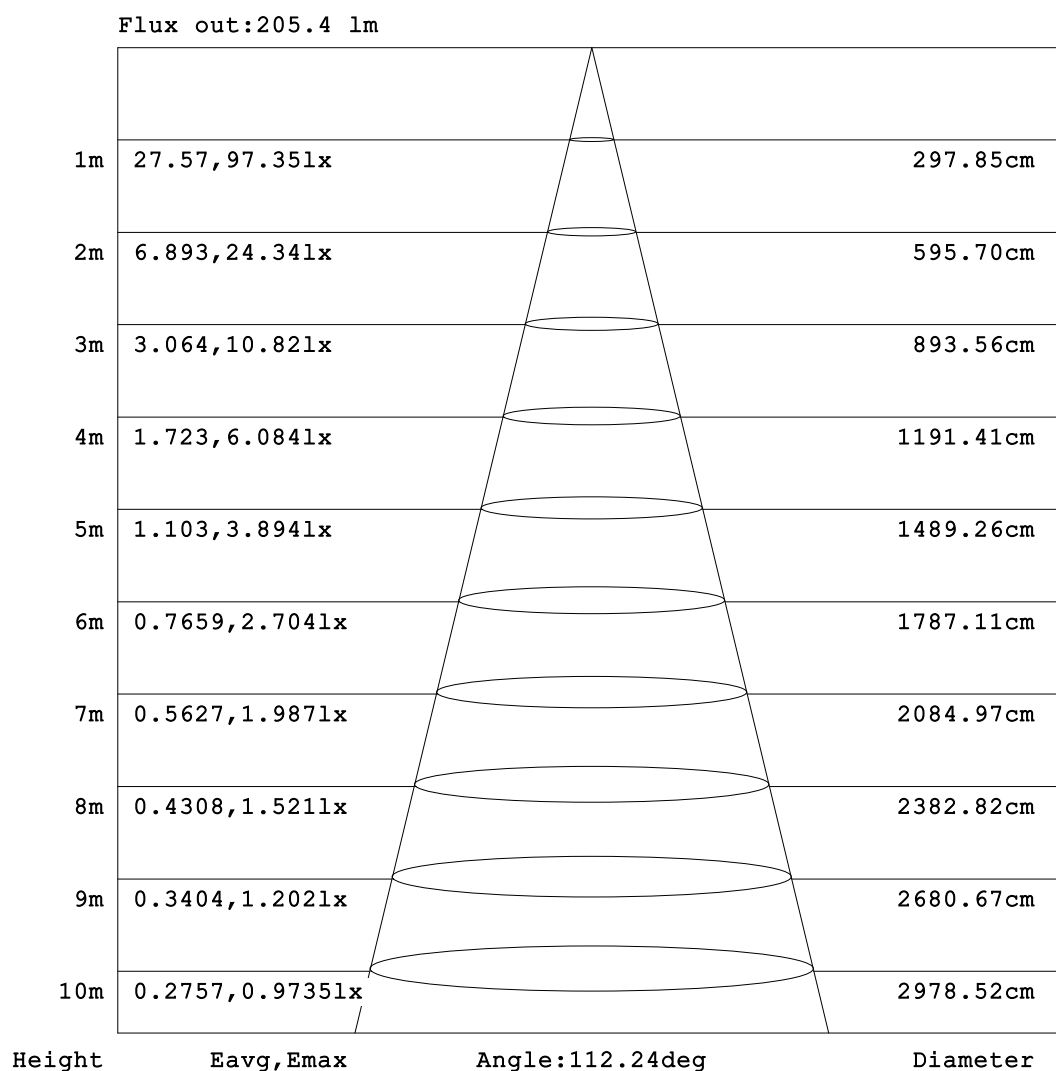 Flux out:205.4 lm
1m 27.57,97.35lx 297.85cm
2m 6.893,24.34lx 595.70cm
3m 3.064,10.82lx 893.56cm
4m 1.723,6.084lx 1191.41cm
5m 1.103,3.894lx 1489.26cm
6m 0.7659,2.704lx 1787.11cm
7m 0.5627,1.987lx 2084.97cm
8m 0.4308,1.521lx 2382.82cm
9m 0.3404,1.202lx 2680.67cm
10m 0.2757,0.9735lx 2978.52cm
Height Eavg,Emax Angle:112.24deg Diameter